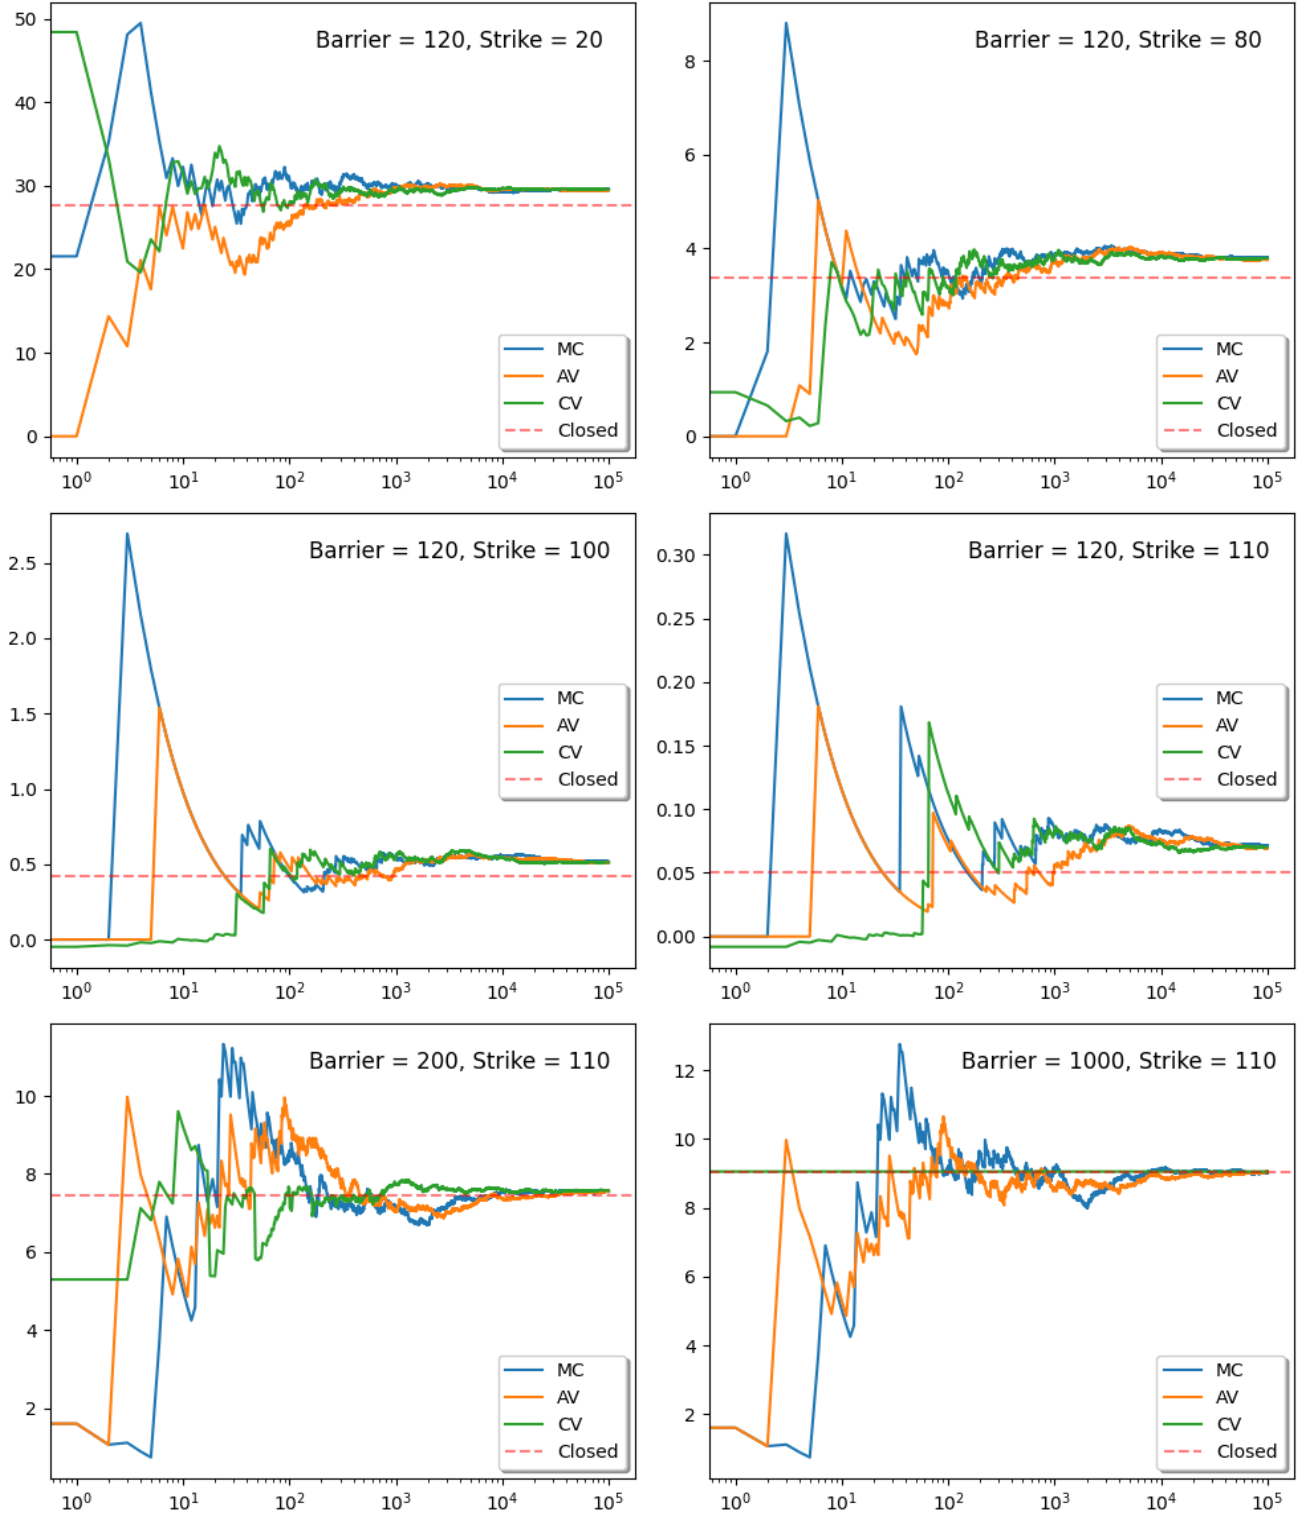 Barrier = 120, Strike = 20
50
40
30
20
10
0
MC
AV
CV
Closed
10⁰ 10¹ 10² 10³ 10⁴ 10⁵
Barrier = 120, Strike = 80
8
6
4
2
0
MC
AV
CV
Closed
10⁰ 10¹ 10² 10³ 10⁴ 10⁵
Barrier = 120, Strike = 100
2.5
2.0
1.5
1.0
0.5
0.0
MC
AV
CV
Closed
10⁰ 10¹ 10² 10³ 10⁴ 10⁵
Barrier = 120, Strike = 110
0.30
0.25
0.20
0.15
0.10
0.05
0.00
MC
AV
CV
Closed
10⁰ 10¹ 10² 10³ 10⁴ 10⁵
Barrier = 200, Strike = 110
10
8
6
4
2
MC
AV
CV
Closed
10⁰ 10¹ 10² 10³ 10⁴ 10⁵
Barrier = 1000, Strike = 110
12
10
8
6
4
2
MC
AV
CV
Closed
10⁰ 10¹ 10² 10³ 10⁴ 10⁵